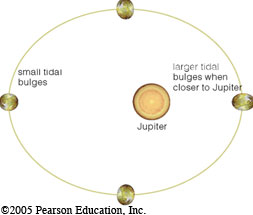 small tidal
bulges
larger tidal
bulges when
closer to Jupiter
Jupiter
©2005 Pearson Education, Inc.